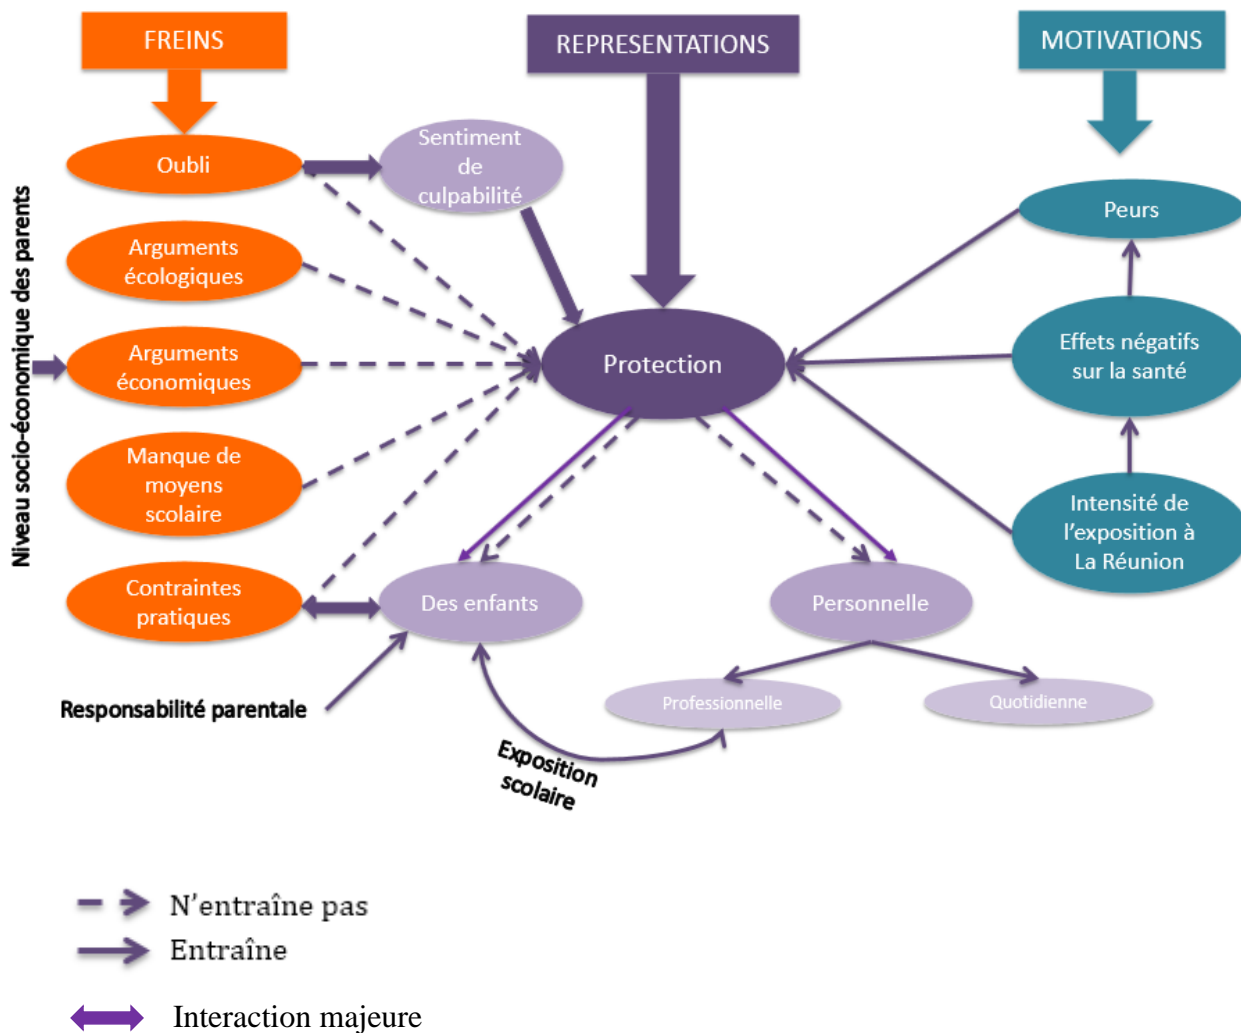 FREINS
REPRESENTATIONS
MOTIVATIONS
Oubli
Sentiment
de
culpabilité
Peurs
Arguments
écologiques
Niveau socio-économique des parents
Arguments
économiques
Protection
Effets négatifs
sur la santé
Manque de
moyens
scolaire
Intensité de
l'exposition à
La Réunion
Contraintes
pratiques
Des enfants
Personnelle
Responsabilité parentale
Professionnelle
Quotidienne
Exposition
scolaire
N'entraîne pas
Entraîne
Interaction majeure